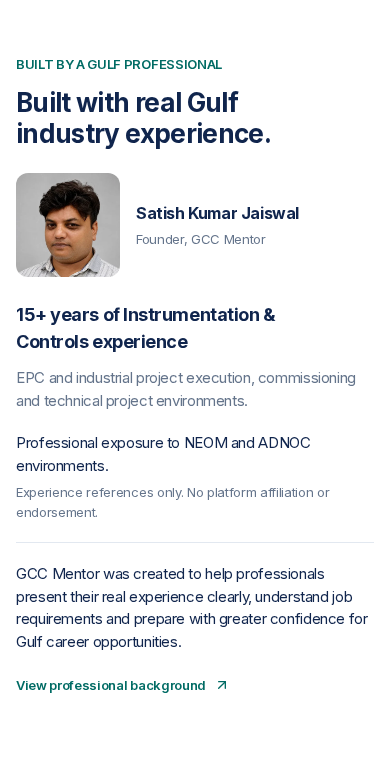 BUILT BY A GULF PROFESSIONAL
Built with real Gulf
industry experience.
Satish Kumar Jaiswal
Founder, GCC Mentor
15+ years of Instrumentation &
Controls experience
EPC and industrial project execution, commissioning
and technical project environments.
Professional exposure to NEOM and ADNOC
environments.
Experience references only. No platform affiliation or
endorsement.
GCC Mentor was created to help professionals
present their real experience clearly, understand job
requirements and prepare with greater confidence for
Gulf career opportunities.
View professional background